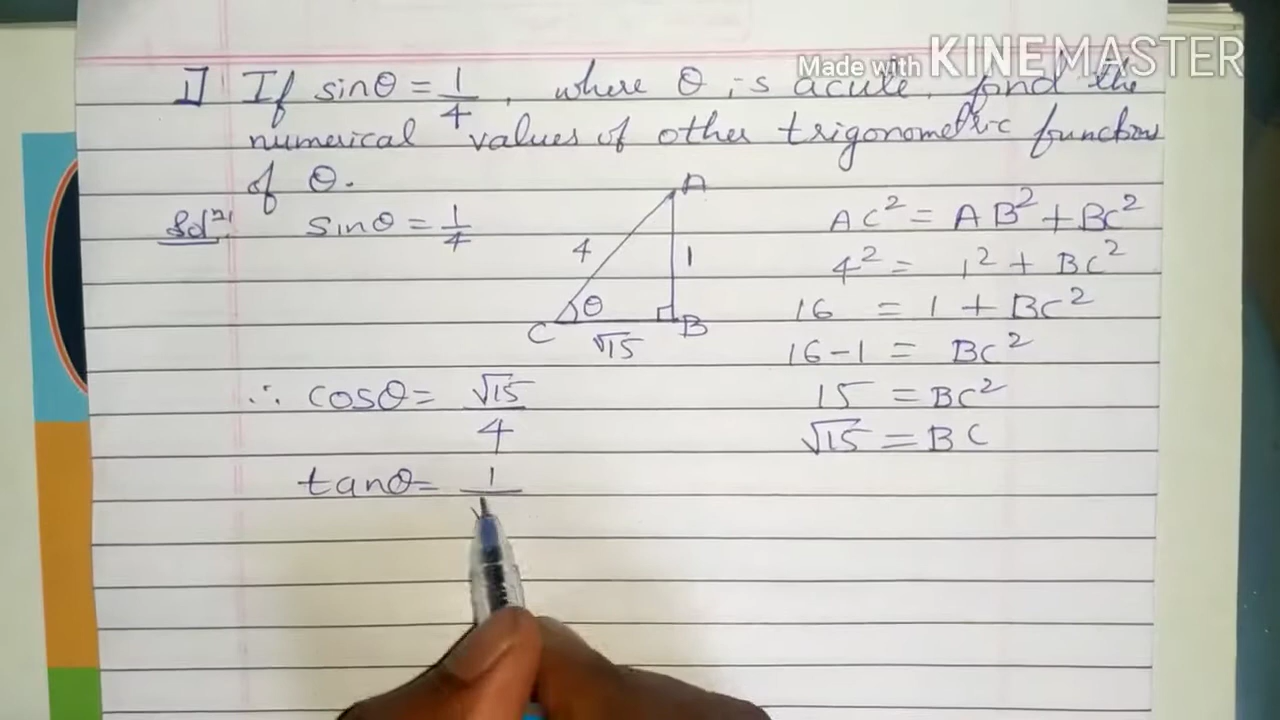 Made with KINEMASTER
1] If sinθ = 1/4, where θ is acute, find the
numerical values of other trigonometric functions
of θ.
Solⁿ: sinθ = 1/4
A
4
1
θ
C
B
√15
AC² = AB² + BC²
4² = 1² + BC²
16 = 1 + BC²
16-1 = BC²
15 = BC²
√15 = BC
∴ cosθ = √15/4
tanθ = 1/